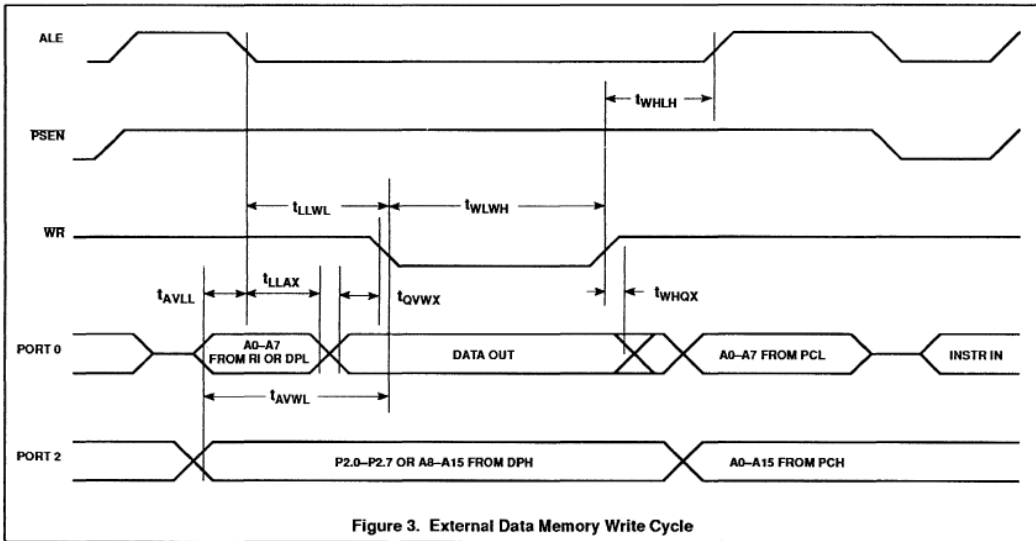 ALE
tWHLH
PSEN
tLLWL
tWLWH
WR
tAVLL
tLLAX
tQVWX
tWHQX
PORT 0
A0–A7
FROM RI OR DPL
DATA OUT
A0–A7 FROM PCL
INSTR IN
tAVWL
PORT 2
P2.0–P2.7 OR A8–A15 FROM DPH
A0–A15 FROM PCH
Figure 3. External Data Memory Write Cycle